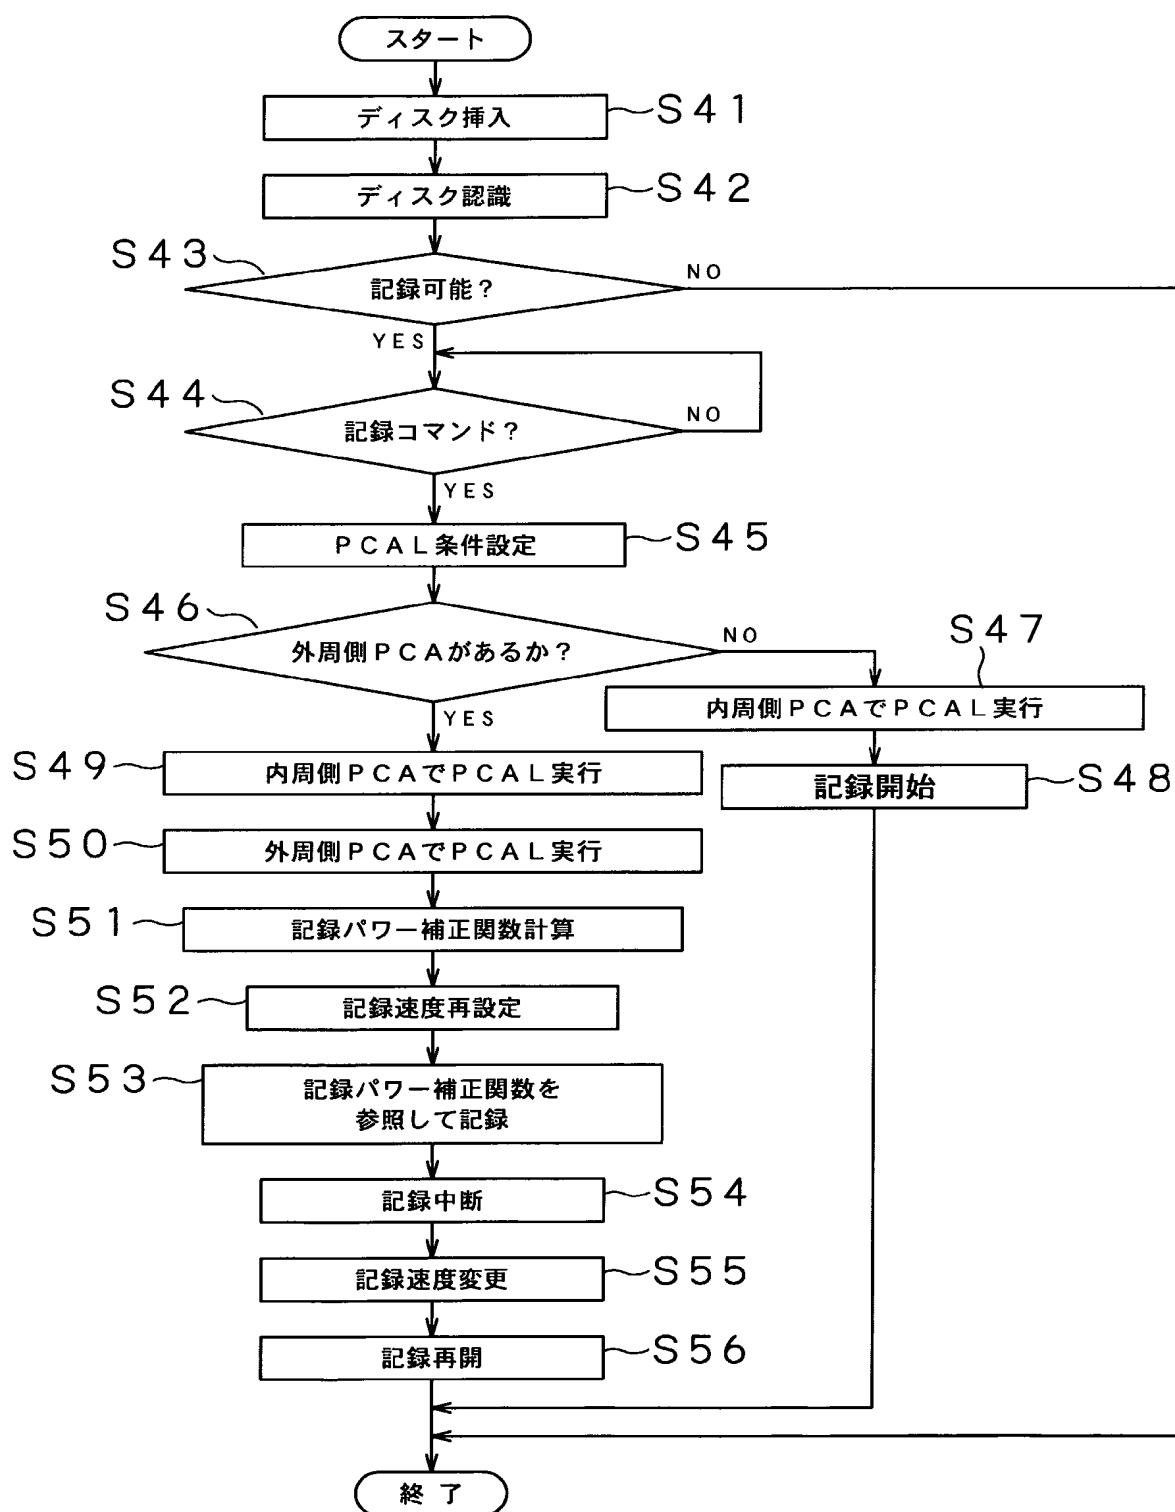 スタート
ディスク挿入
S41
ディスク認識
S42
S43
記録可能?
NO
YES
S44
記録コマンド?
NO
YES
PCAL条件設定
S45
S46
外周側PCAがあるか?
NO
YES
S47
内周側PCAでPCAL実行
記録開始
S48
S49
内周側PCAでPCAL実行
S50
外周側PCAでPCAL実行
S51
記録パワー補正関数計算
S52
記録速度再設定
S53
記録パワー補正関数を
参照して記録
記録中断
S54
記録速度変更
S55
記録再開
S56
終了